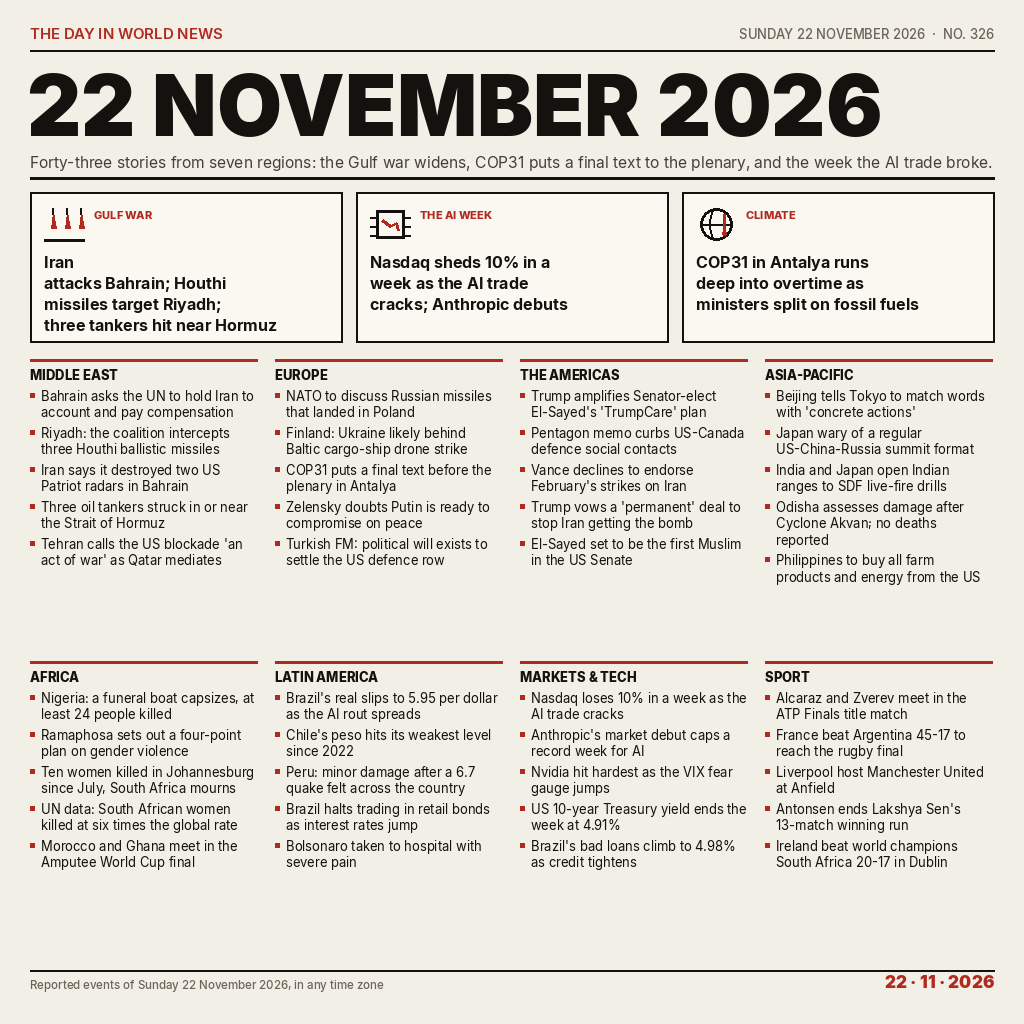 THE DAY IN WORLD NEWS
SUNDAY 22 NOVEMBER 2026 · NO. 326
22 NOVEMBER 2026
Forty-three stories from seven regions: the Gulf war widens, COP31 puts a final text to the plenary, and the week the AI trade broke.
GULF WAR
Iran
attacks Bahrain; Houthi
missiles target Riyadh;
three tankers hit near Hormuz
THE AI WEEK
Nasdaq sheds 10% in a
week as the AI trade
cracks; Anthropic debuts
CLIMATE
COP31 in Antalya runs
deep into overtime as
ministers split on fossil fuels
MIDDLE EAST
Bahrain asks the UN to hold Iran to
account and pay compensation
Riyadh: the coalition intercepts
three Houthi ballistic missiles
Iran says it destroyed two US
Patriot radars in Bahrain
Three oil tankers struck in or near
the Strait of Hormuz
Tehran calls the US blockade 'an
act of war' as Qatar mediates
EUROPE
NATO to discuss Russian missiles
that landed in Poland
Finland: Ukraine likely behind
Baltic cargo-ship drone strike
COP31 puts a final text before the
plenary in Antalya
Zelensky doubts Putin is ready to
compromise on peace
Turkish FM: political will exists to
settle the US defence row
THE AMERICAS
Trump amplifies Senator-elect
El-Sayed's 'TrumpCare' plan
Pentagon memo curbs US-Canada
defence social contacts
Vance declines to endorse
February's strikes on Iran
Trump vows a 'permanent' deal to
stop Iran getting the bomb
El-Sayed set to be the first Muslim
in the US Senate
ASIA-PACIFIC
Beijing tells Tokyo to match words
with 'concrete actions'
Japan wary of a regular
US-China-Russia summit format
India and Japan open Indian
ranges to SDF live-fire drills
Odisha assesses damage after
Cyclone Akvan; no deaths
reported
Philippines to buy all farm
products and energy from the US
AFRICA
Nigeria: a funeral boat capsizes, at
least 24 people killed
Ramaphosa sets out a four-point
plan on gender violence
Ten women killed in Johannesburg
since July, South Africa mourns
UN data: South African women
killed at six times the global rate
Morocco and Ghana meet in the
Amputee World Cup final
LATIN AMERICA
Brazil's real slips to 5.95 per dollar
as the AI rout spreads
Chile's peso hits its weakest level
since 2022
Peru: minor damage after a 6.7
quake felt across the country
Brazil halts trading in retail bonds
as interest rates jump
Bolsonaro taken to hospital with
severe pain
MARKETS & TECH
Nasdaq loses 10% in a week as the
AI trade cracks
Anthropic's market debut caps a
record week for AI
Nvidia hit hardest as the VIX fear
gauge jumps
US 10-year Treasury yield ends the
week at 4.91%
Brazil's bad loans climb to 4.98%
as credit tightens
SPORT
Alcaraz and Zverev meet in the
ATP Finals title match
France beat Argentina 45-17 to
reach the rugby final
Liverpool host Manchester United
at Anfield
Antonsen ends Lakshya Sen's
13-match winning run
Ireland beat world champions
South Africa 20-17 in Dublin
Reported events of Sunday 22 November 2026, in any time zone
22 · 11 · 2026